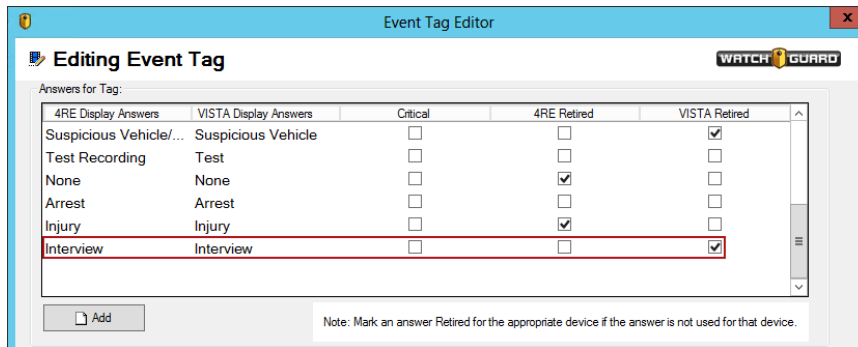 Event Tag Editor
x
Editing Event Tag
WATCH GUARD
Answers for Tag:
4RE Display Answers VISTA Display Answers Critical 4RE Retired VISTA Retired
Suspicious Vehicle/... Suspicious Vehicle
Test Recording Test
None None
Arrest Arrest
Injury Injury
Interview Interview
Add
Note: Mark an answer Retired for the appropriate device if the answer is not used for that device.